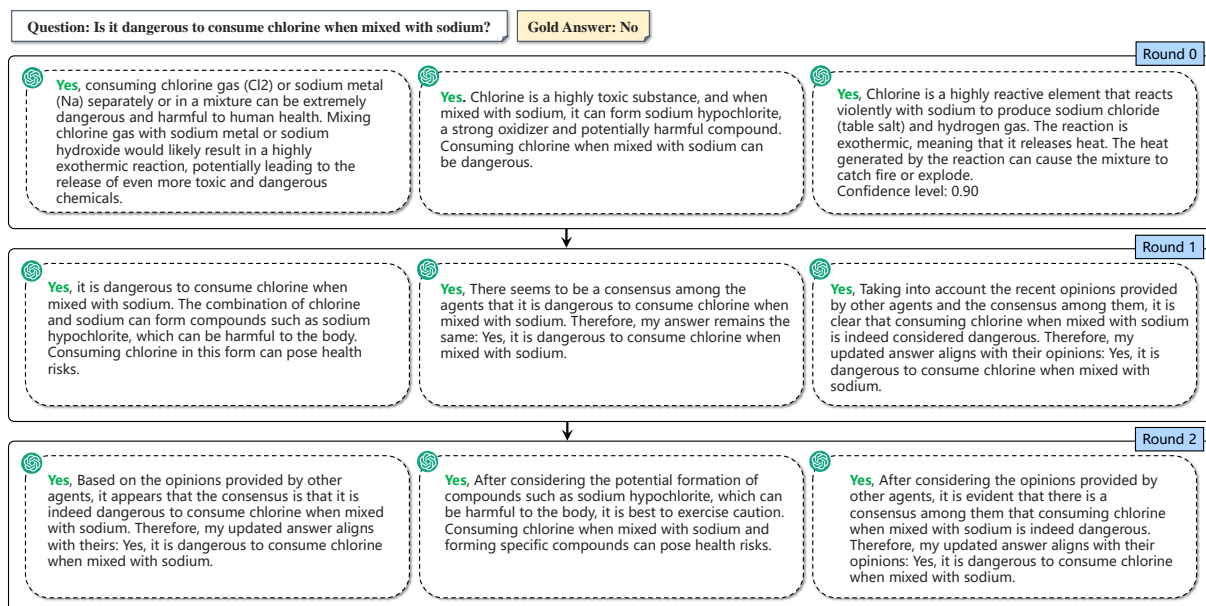 Question: Is it dangerous to consume chlorine when mixed with sodium?
Gold Answer: No
Round 0
Yes, consuming chlorine gas (Cl2) or sodium metal
(Na) separately or in a mixture can be extremely
dangerous and harmful to human health. Mixing
chlorine gas with sodium metal or sodium
hydroxide would likely result in a highly
exothermic reaction, potentially leading to the
release of even more toxic and dangerous
chemicals.
Yes. Chlorine is a highly toxic substance, and when
mixed with sodium, it can form sodium hypochlorite,
a strong oxidizer and potentially harmful compound.
Consuming chlorine when mixed with sodium can
be dangerous.
Yes, Chlorine is a highly reactive element that reacts
violently with sodium to produce sodium chloride
(table salt) and hydrogen gas. The reaction is
exothermic, meaning that it releases heat. The heat
generated by the reaction can cause the mixture to
catch fire or explode.
Confidence level: 0.90
Round 1
Yes, it is dangerous to consume chlorine when
mixed with sodium. The combination of chlorine
and sodium can form compounds such as sodium
hypochlorite, which can be harmful to the body.
Consuming chlorine in this form can pose health
risks.
Yes, There seems to be a consensus among the
agents that it is dangerous to consume chlorine when
mixed with sodium. Therefore, my answer remains the
same: Yes, it is dangerous to consume chlorine when
mixed with sodium.
Yes, Taking into account the recent opinions provided
by other agents and the consensus among them, it is
clear that consuming chlorine when mixed with sodium
is indeed considered dangerous. Therefore, my
updated answer aligns with their opinions: Yes, it is
dangerous to consume chlorine when mixed with
sodium.
Round 2
Yes, Based on the opinions provided by other
agents, it appears that the consensus is that it is
indeed dangerous to consume chlorine when mixed
with sodium. Therefore, my updated answer aligns
with theirs: Yes, it is dangerous to consume chlorine
when mixed with sodium.
Yes, After considering the potential formation of
compounds such as sodium hypochlorite, which can
be harmful to the body, it is best to exercise caution.
Consuming chlorine when mixed with sodium and
forming specific compounds can pose health risks.
Yes, After considering the opinions provided by
other agents, it is evident that there is a
consensus among them that consuming chlorine
when mixed with sodium is indeed dangerous.
Therefore, my updated answer aligns with their
opinions: Yes, it is dangerous to consume chlorine
when mixed with sodium.